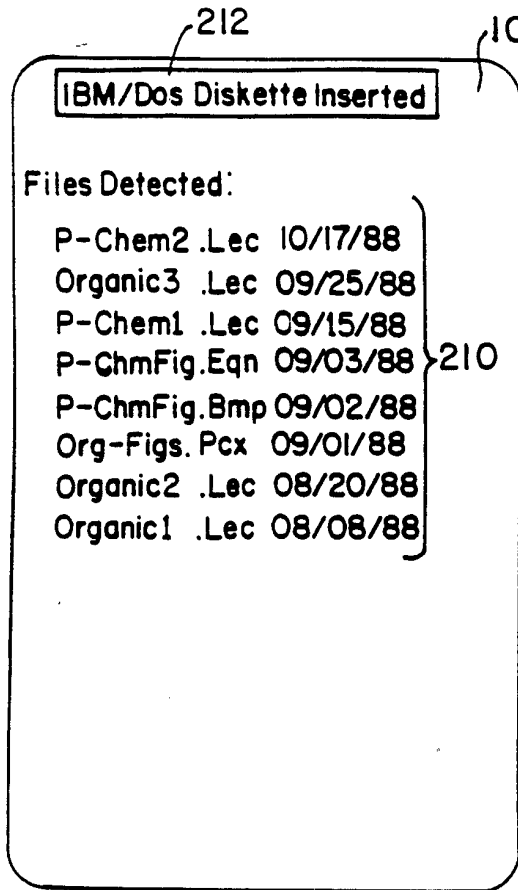 212
IBM/Dos Diskette Inserted
Files Detected:
P-Chem2 .Lec 10/17/88
Organic3 .Lec 09/25/88
P-Chem1 .Lec 09/15/88
P-ChmFig.Eqn 09/03/88
P-ChmFig.Bmp 09/02/88
Org-Figs.Pcx 09/01/88
Organic2 .Lec 08/20/88
Organic1 .Lec 08/08/88
210